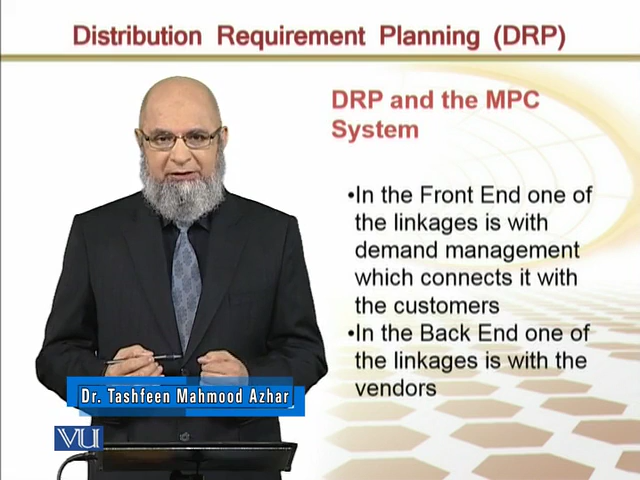 Distribution Requirement Planning (DRP)
DRP and the MPC
System
•In the Front End one of
the linkages is with
demand management
which connects it with
the customers
•In the Back End one of
the linkages is with the
vendors
Dr. Tashfeen Mahmood Azhar
VU